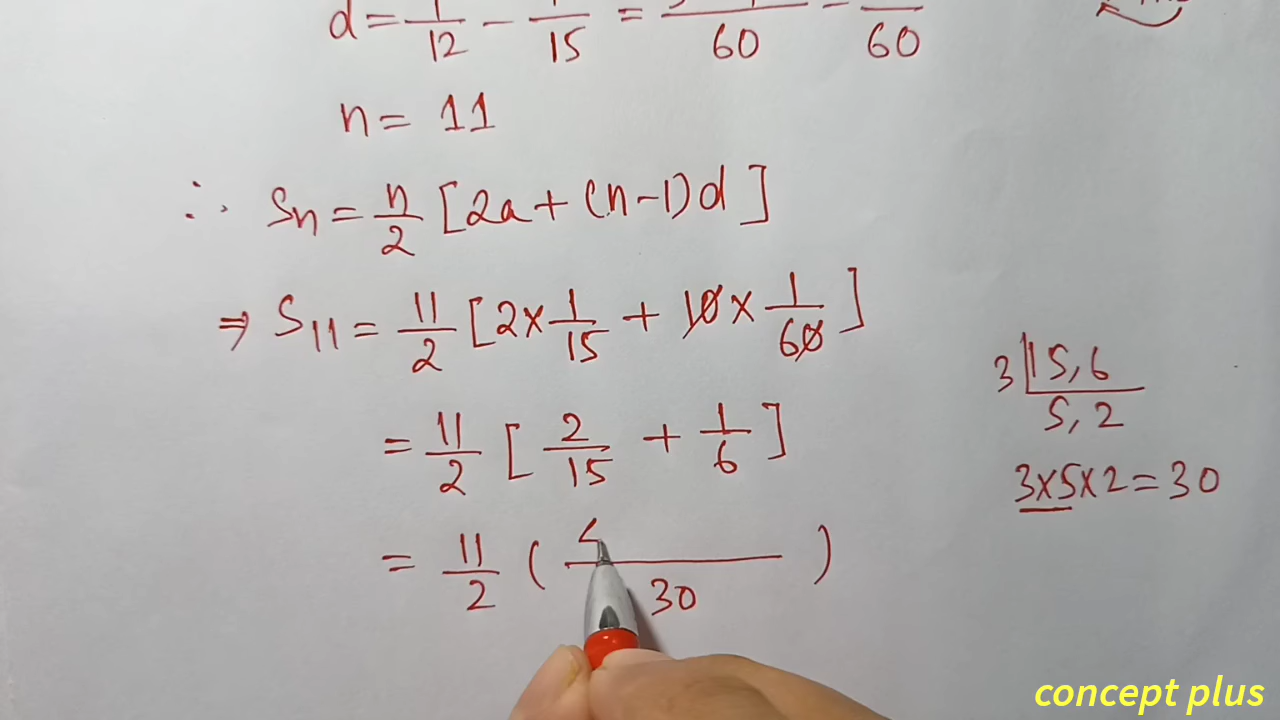 d = 1/12 - 1/15 = /60 = /60
n = 11
∴ Sn = n/2 [2a + (n-1)d]
⇒ S11 = 11/2 [2×1/15 + 10×1/60]
= 11/2 [2/15 + 1/6]
= 11/2 ( /30)
3 15, 6
5, 2
3×5×2=30
concept plus